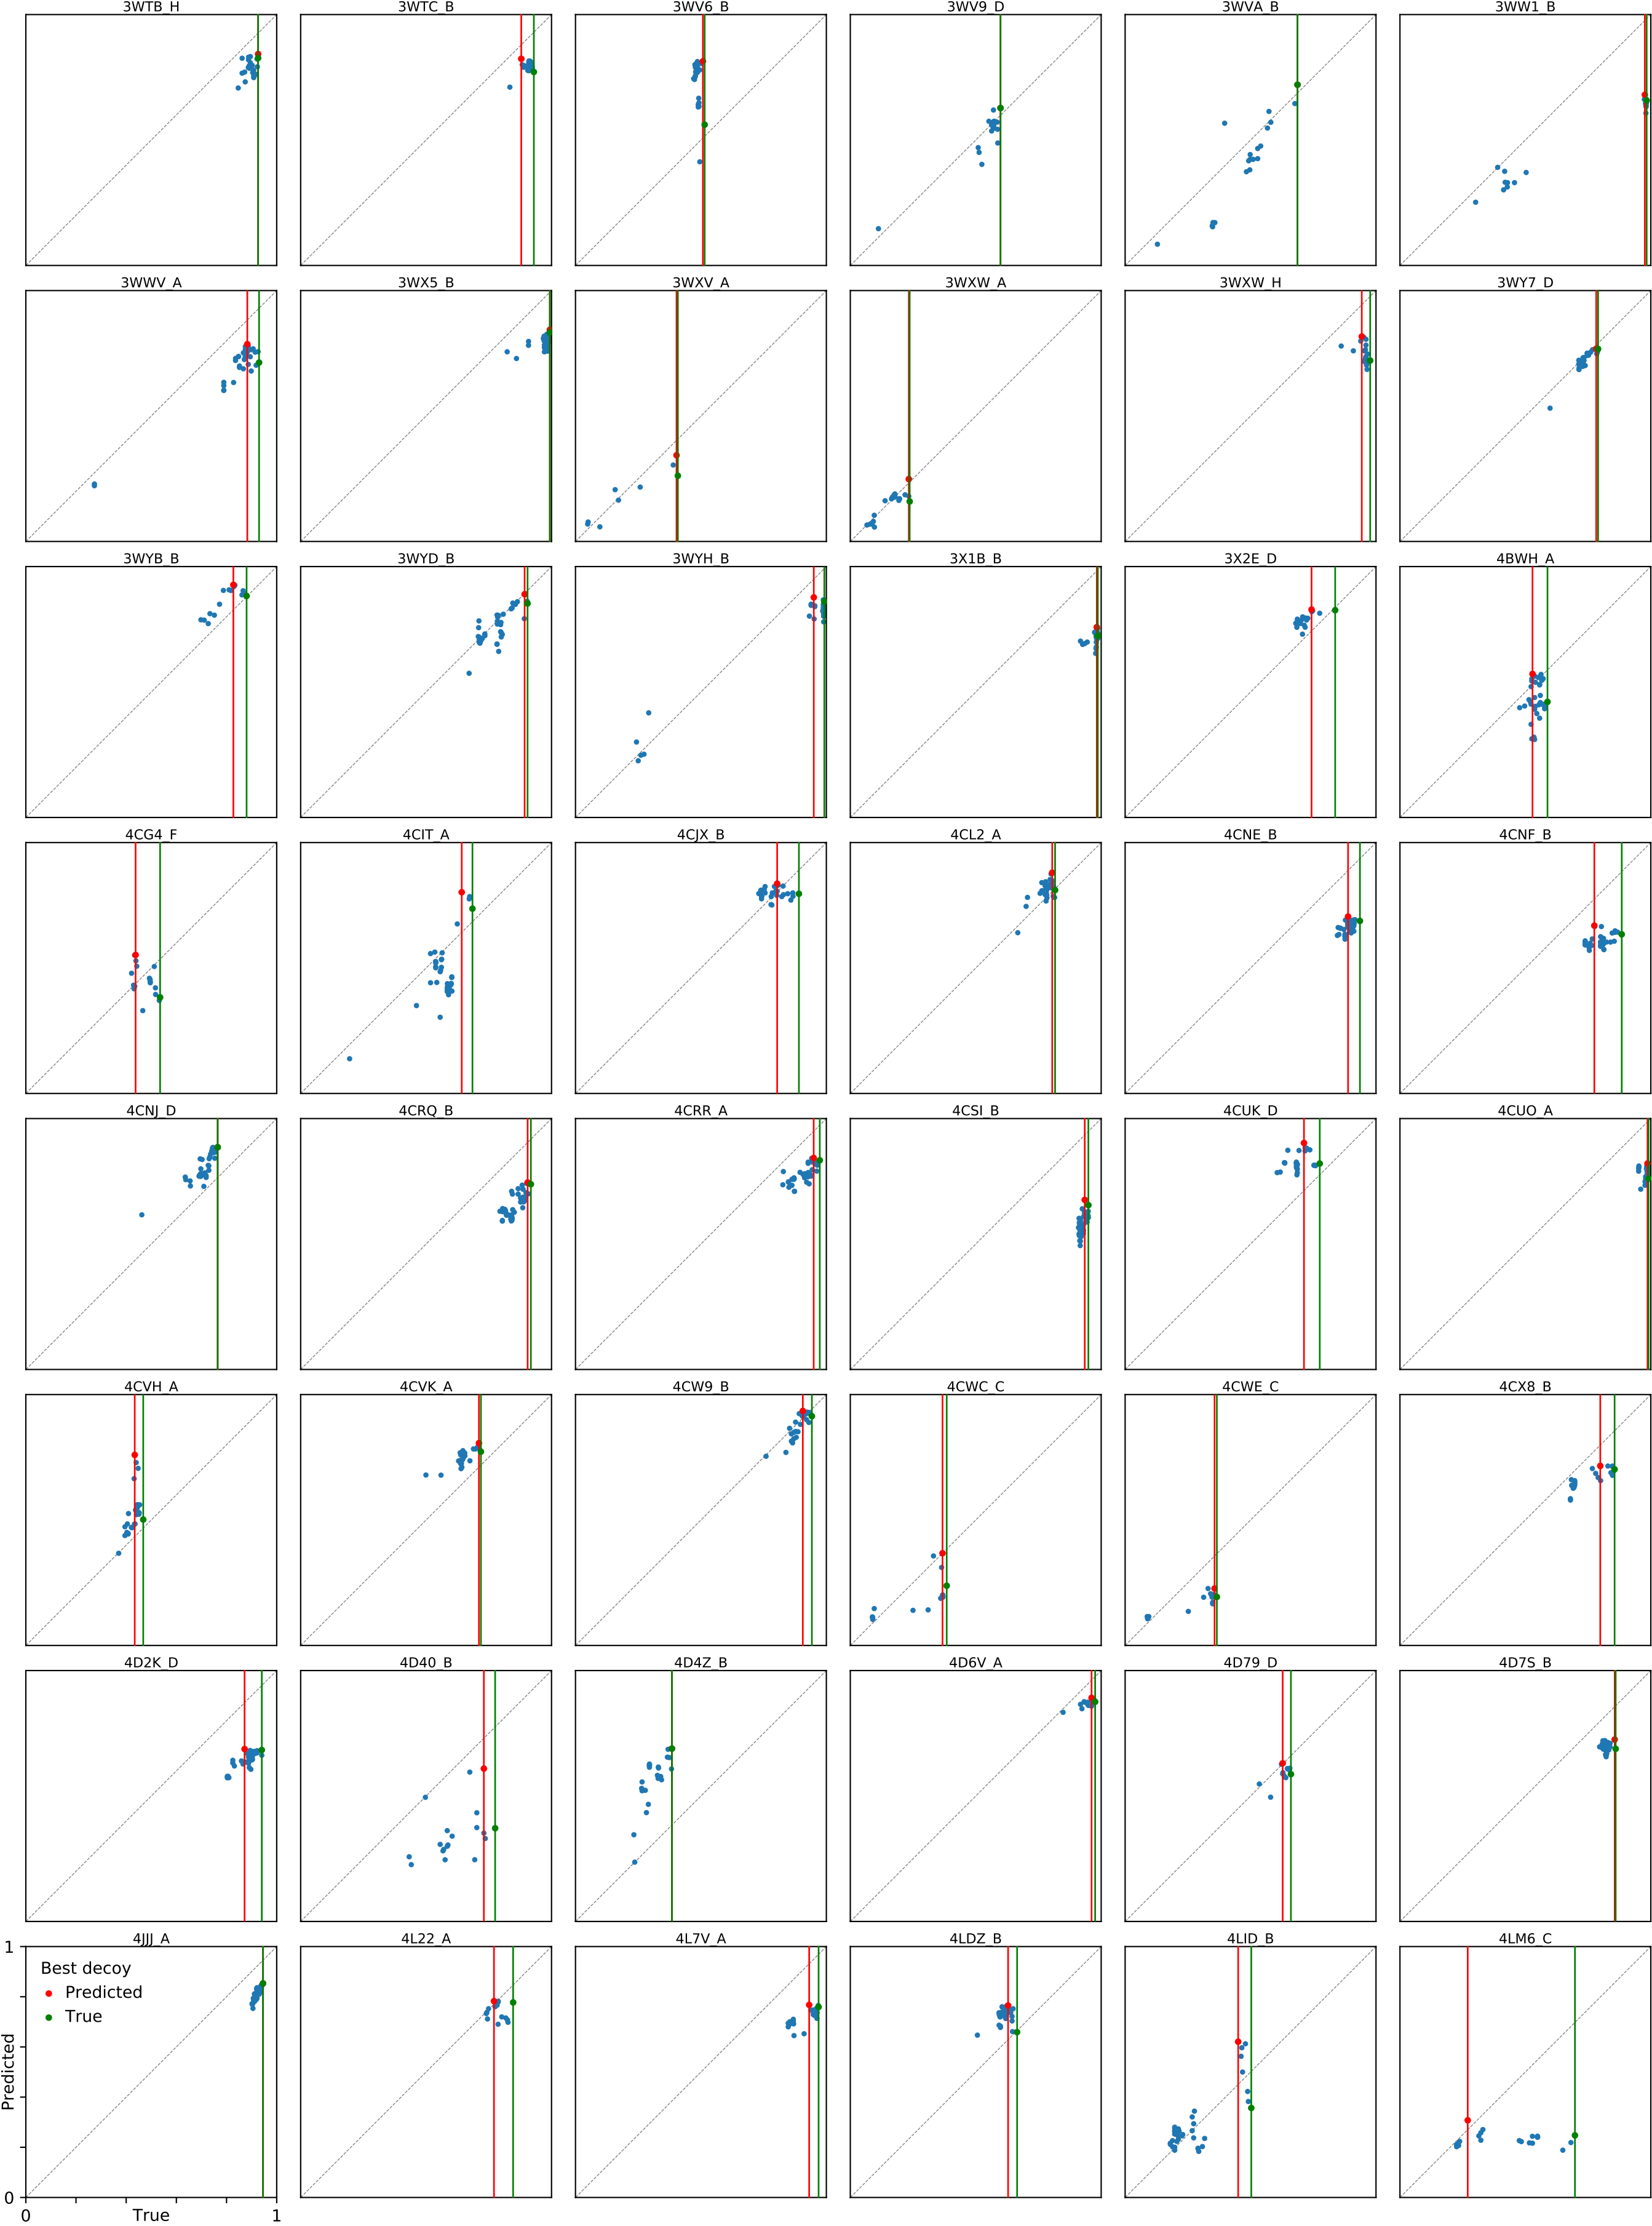 3WTB_H 3WTC_B 3WV6_B 3WV9_D 3WVA_B 3WW1_B
3WWV_A 3WX5_B 3WXV_A 3WXW_A 3WXW_H 3WY7_D
3WYB_B 3WYD_B 3WYH_B 3X1B_B 3X2E_D 4BWH_A
4CG4_F 4CIT_A 4CJX_B 4CL2_A 4CNE_B 4CNF_B
4CNJ_D 4CRQ_B 4CRR_A 4CSI_B 4CUK_D 4CUO_A
4CVH_A 4CVK_A 4CW9_B 4CWC_C 4CWE_C 4CX8_B
4D2K_D 4D40_B 4D4Z_B 4D6V_A 4D79_D 4D7S_B
4JJJ_A 4L22_A 4L7V_A 4LDZ_B 4LID_B 4LM6_C
1
Best decoy
Predicted
True
Predicted
0
0 True 1